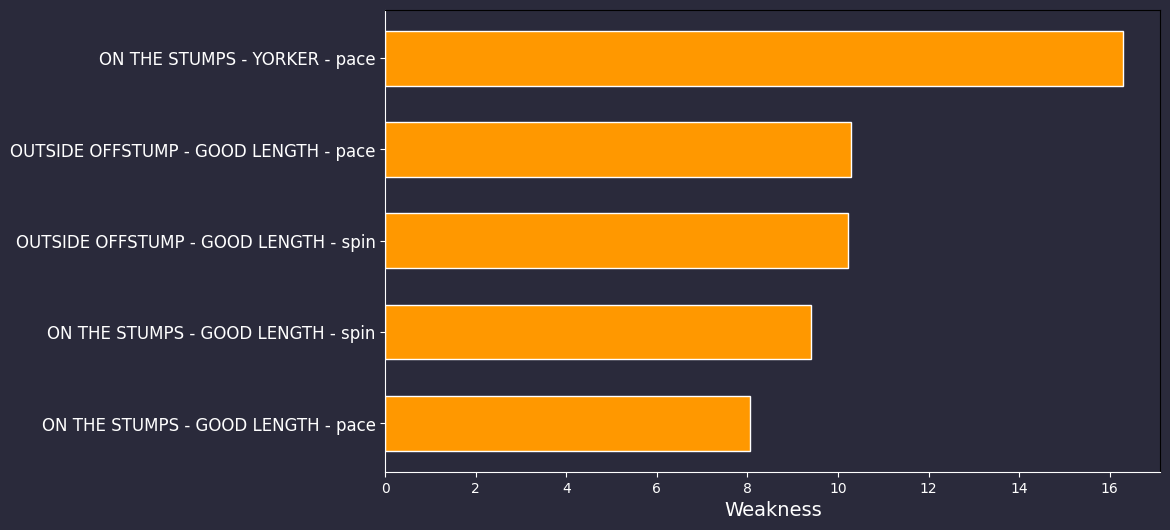 ON THE STUMPS - YORKER - pace
OUTSIDE OFFSTUMP - GOOD LENGTH - pace
OUTSIDE OFFSTUMP - GOOD LENGTH - spin
ON THE STUMPS - GOOD LENGTH - spin
ON THE STUMPS - GOOD LENGTH - pace
0 2 4 6 8 10 12 14 16
Weakness